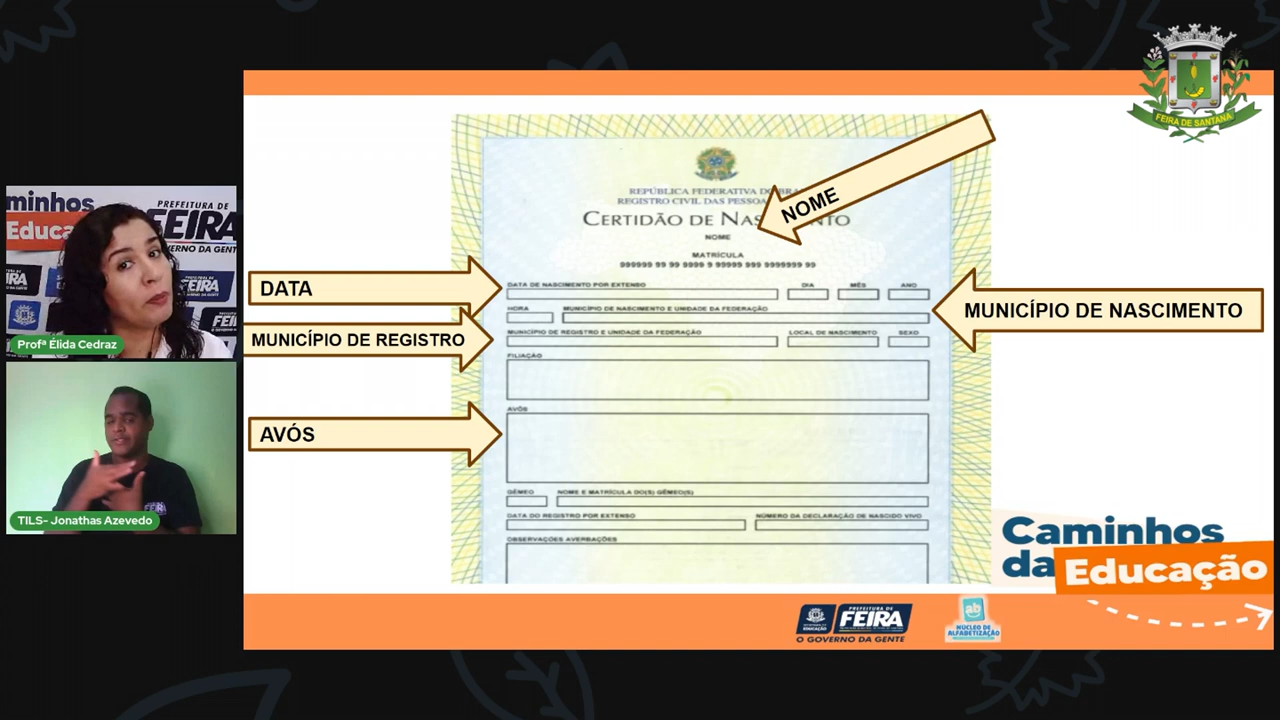 FEIRA DE SANTANA
minhos
Educa
PREFEITURA DE
FEIRA
VERNO DA GENTE
Profª Élida Cedraz
TILS- Jonathas Azevedo
NOME
DATA
MUNICÍPIO DE REGISTRO
AVÓS
MUNICÍPIO DE NASCIMENTO
REPÚBLICA FEDERATIVA DO BRA
REGISTRO CIVIL DAS PESSOA
CERTIDÃO DE NAS NTO
NOME
MATRÍCULA
999999 99 99 9999 9 99999 999 9999999 99
DATA DE NASCIMENTO POR EXTENSO
DIA
MÊS
ANO
HORA
MUNICÍPIO DE NASCIMENTO E UNIDADE DA FEDERAÇÃO
MUNICÍPIO DE REGISTRO E UNIDADE DA FEDERAÇÃO
LOCAL DE NASCIMENTO
SEXO
FILIAÇÃO
AVÓS
GÊMEO
NOME E MATRÍCULA DO(S) GÊMEO(S)
DATA DO REGISTRO POR EXTENSO
NÚMERO DA DECLARAÇÃO DE NASCIDO VIVO
OBSERVAÇÕES AVERBAÇÕES
Caminhos
da Educação
PREFEITURA DE
FEIRA
O GOVERNO DA GENTE
ab
NÚCLEO DE
ALFABETIZAÇÃO